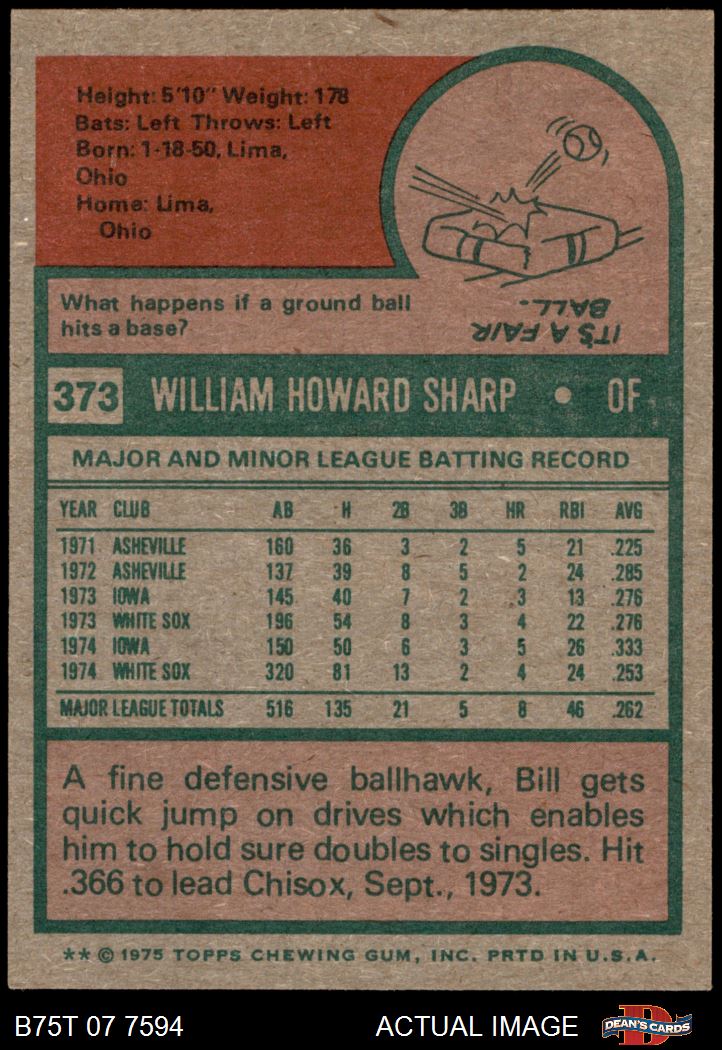 Height: 5'10" Weight: 178
Bats: Left Throws: Left
Born: 1-18-50, Lima,
Ohio
Home: Lima,
Ohio
What happens if a ground ball
hits a base?
IT'S A FAIR
BALL.
373 WILLIAM HOWARD SHARP • OF
MAJOR AND MINOR LEAGUE BATTING RECORD
YEAR CLUB AB H 2B 3B HR RBI AVG
1971 ASHEVILLE 160 36 3 2 5 21 .225
1972 ASHEVILLE 137 39 8 5 2 24 .285
1973 IOWA 145 40 7 2 3 13 .276
1973 WHITE SOX 196 54 8 3 4 22 .276
1974 IOWA 150 50 6 3 5 26 .333
1974 WHITE SOX 320 81 13 2 4 24 .253
MAJOR LEAGUE TOTALS 516 135 21 5 8 46 .262
A fine defensive ballhawk, Bill gets
quick jump on drives which enables
him to hold sure doubles to singles. Hit
.366 to lead Chisox, Sept., 1973.
** © 1975 TOPPS CHEWING GUM, INC. PRTD IN U.S.A.
B75T 07 7594 ACTUAL IMAGE D DEAN'S CARDS